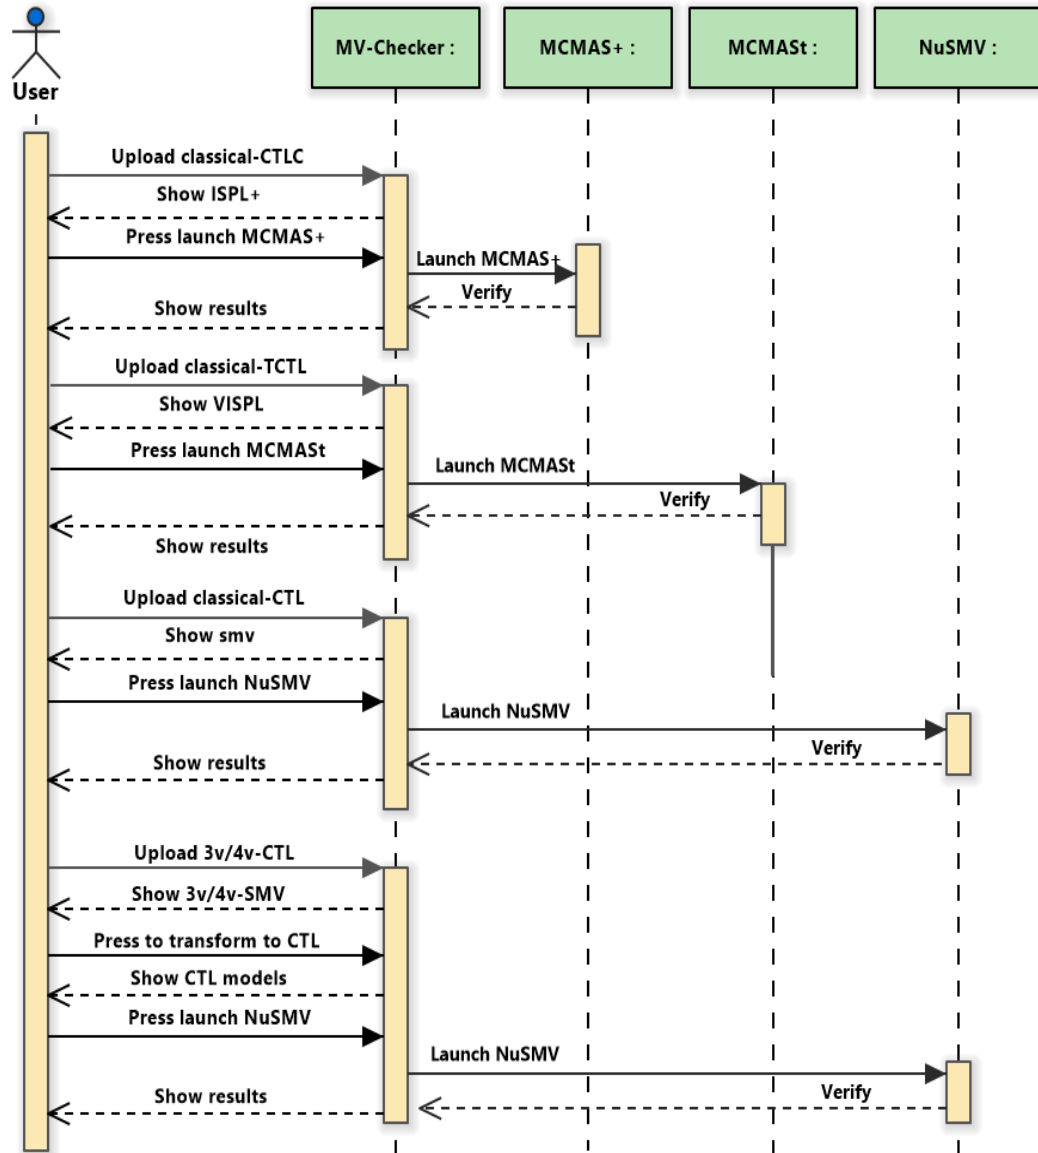 MV-Checker :
MCMAS+ :
MCMASt :
NuSMV :
User
Upload classical-CTLC
Show ISPL+
Press launch MCMAS+
Launch MCMAS+
Verify
Show results
Upload classical-TCTL
Show VISPL
Press launch MCMASt
Launch MCMASt
Verify
Show results
Upload classical-CTL
Show smv
Press launch NuSMV
Launch NuSMV
Verify
Show results
Upload 3v/4v-CTL
Show 3v/4v-SMV
Press to transform to CTL
Show CTL models
Press launch NuSMV
Launch NuSMV
Verify
Show results